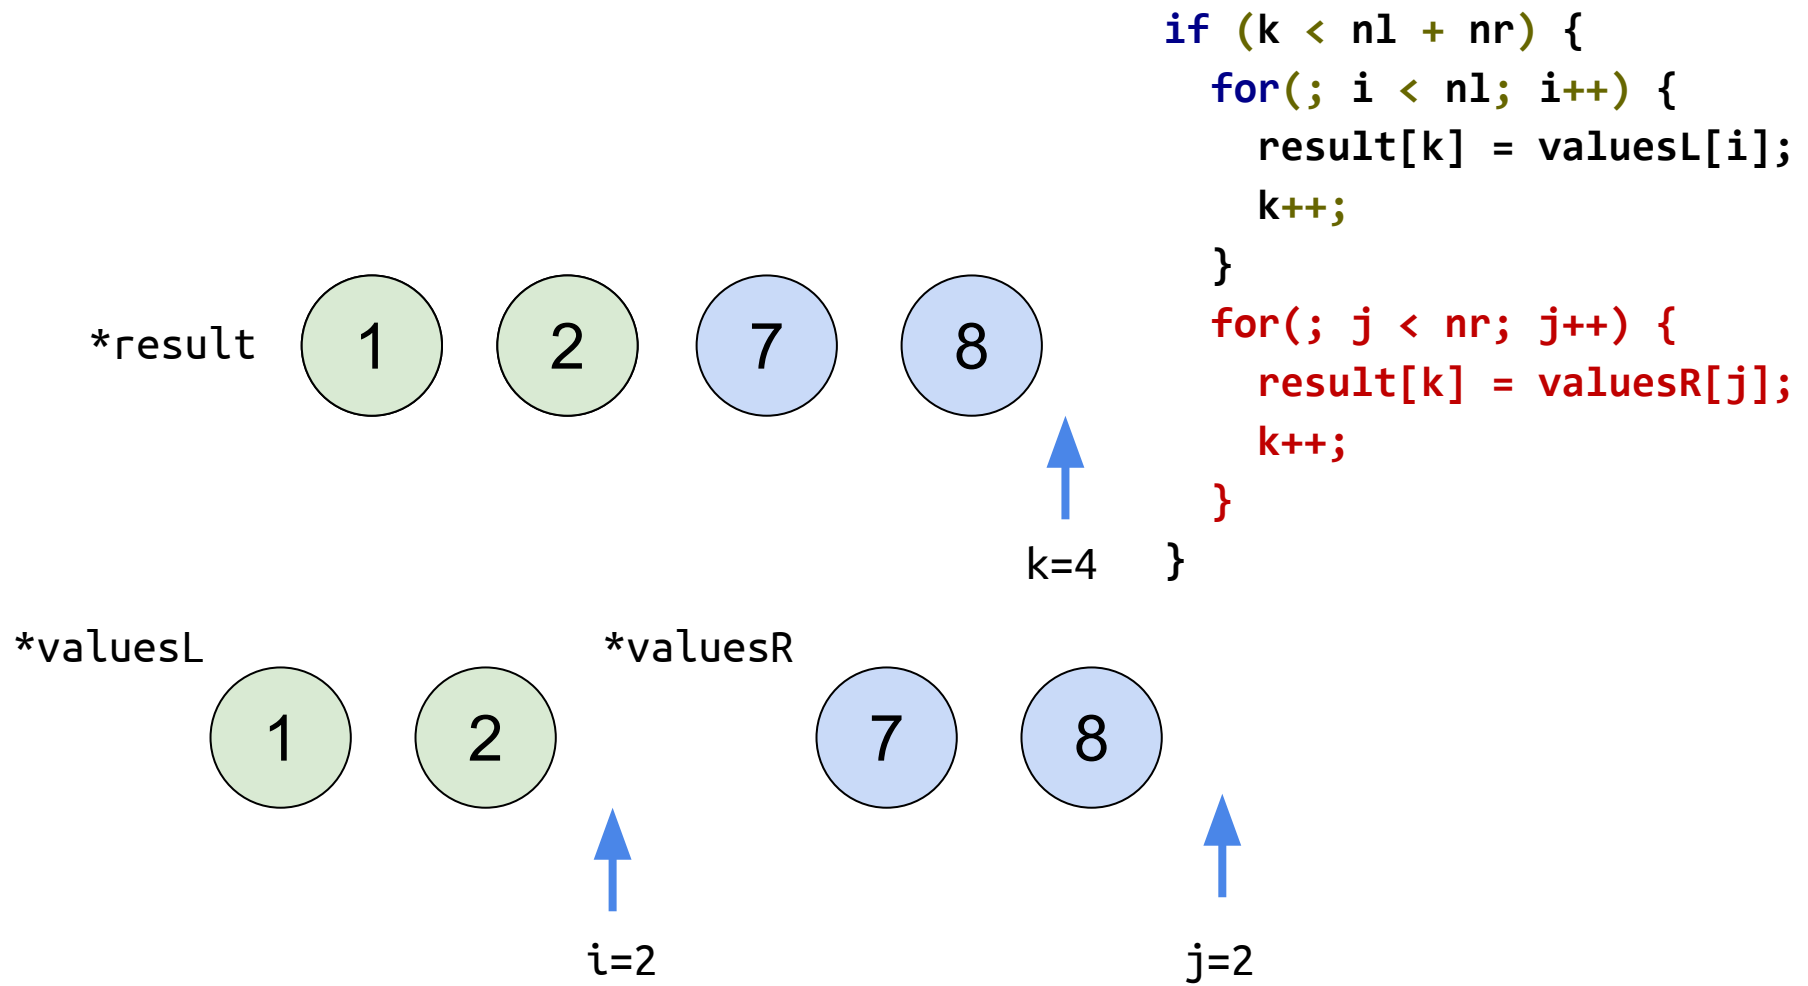 if (k < nl + nr) {
  for(; i < nl; i++) {
    result[k] = valuesL[i];
    k++;
  }
  for(; j < nr; j++) {
    result[k] = valuesR[j];
    k++;
  }
}
*result 1 2 7 8
k=4
*valuesL *valuesR
1 2 7 8
i=2 j=2